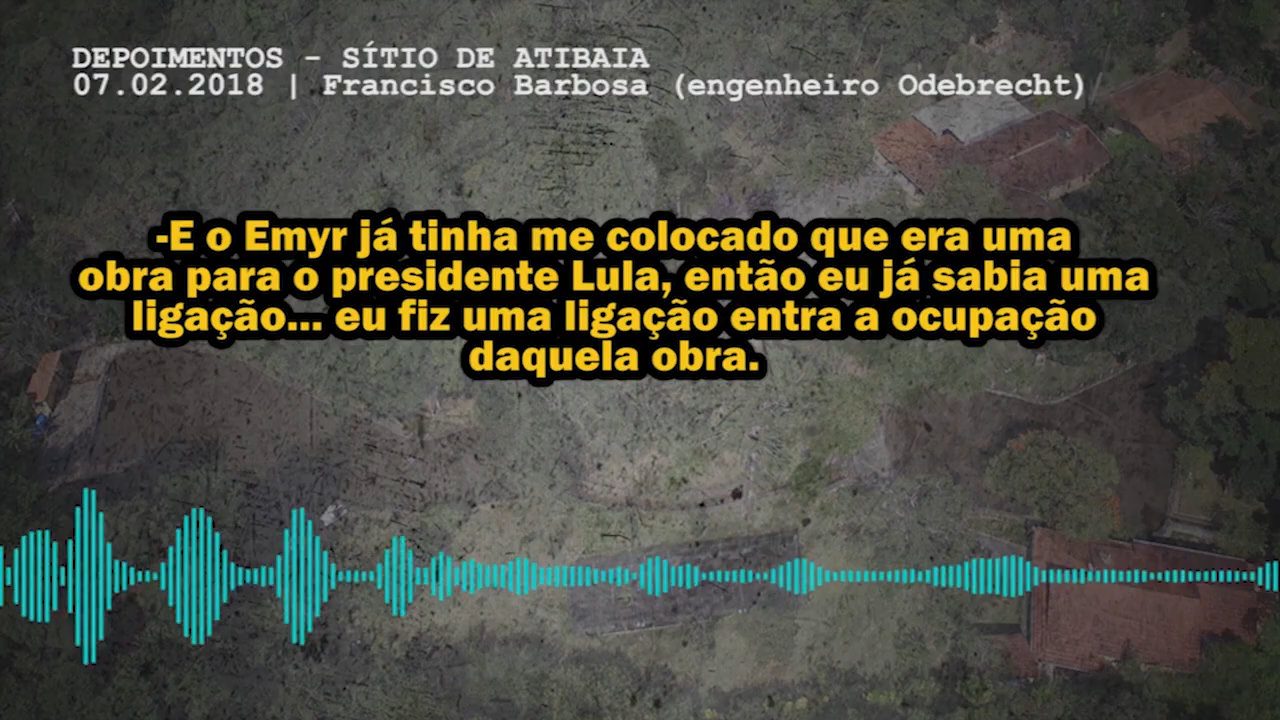 DEPOIMENTOS - SÍTIO DE ATIBAIA
07.02.2018 | Francisco Barbosa (engenheiro Odebrecht)
-E o Emyr já tinha me colocado que era uma
obra para o presidente Lula, então eu já sabia uma
ligação... eu fiz uma ligação entra a ocupação
daquela obra.